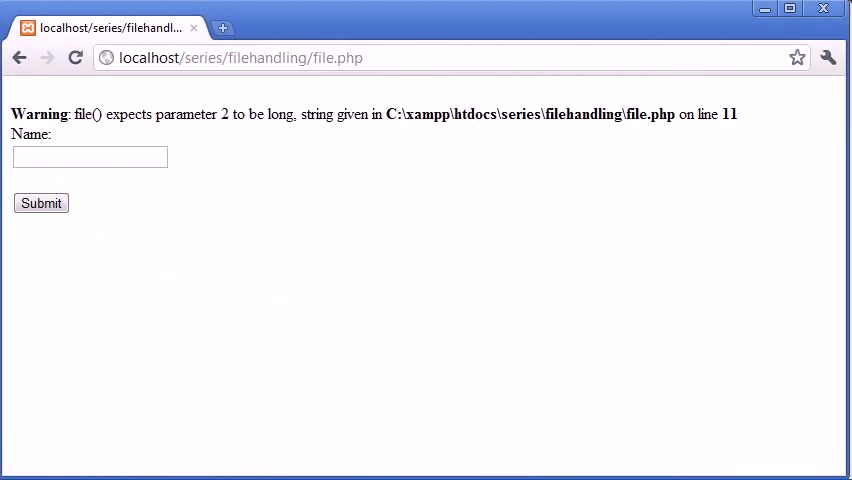 localhost/series/filehandl...
localhost/series/filehandling/file.php
Warning: file() expects parameter 2 to be long, string given in C:\xampp\htdocs\series\filehandling\file.php on line 11
Name:
Submit